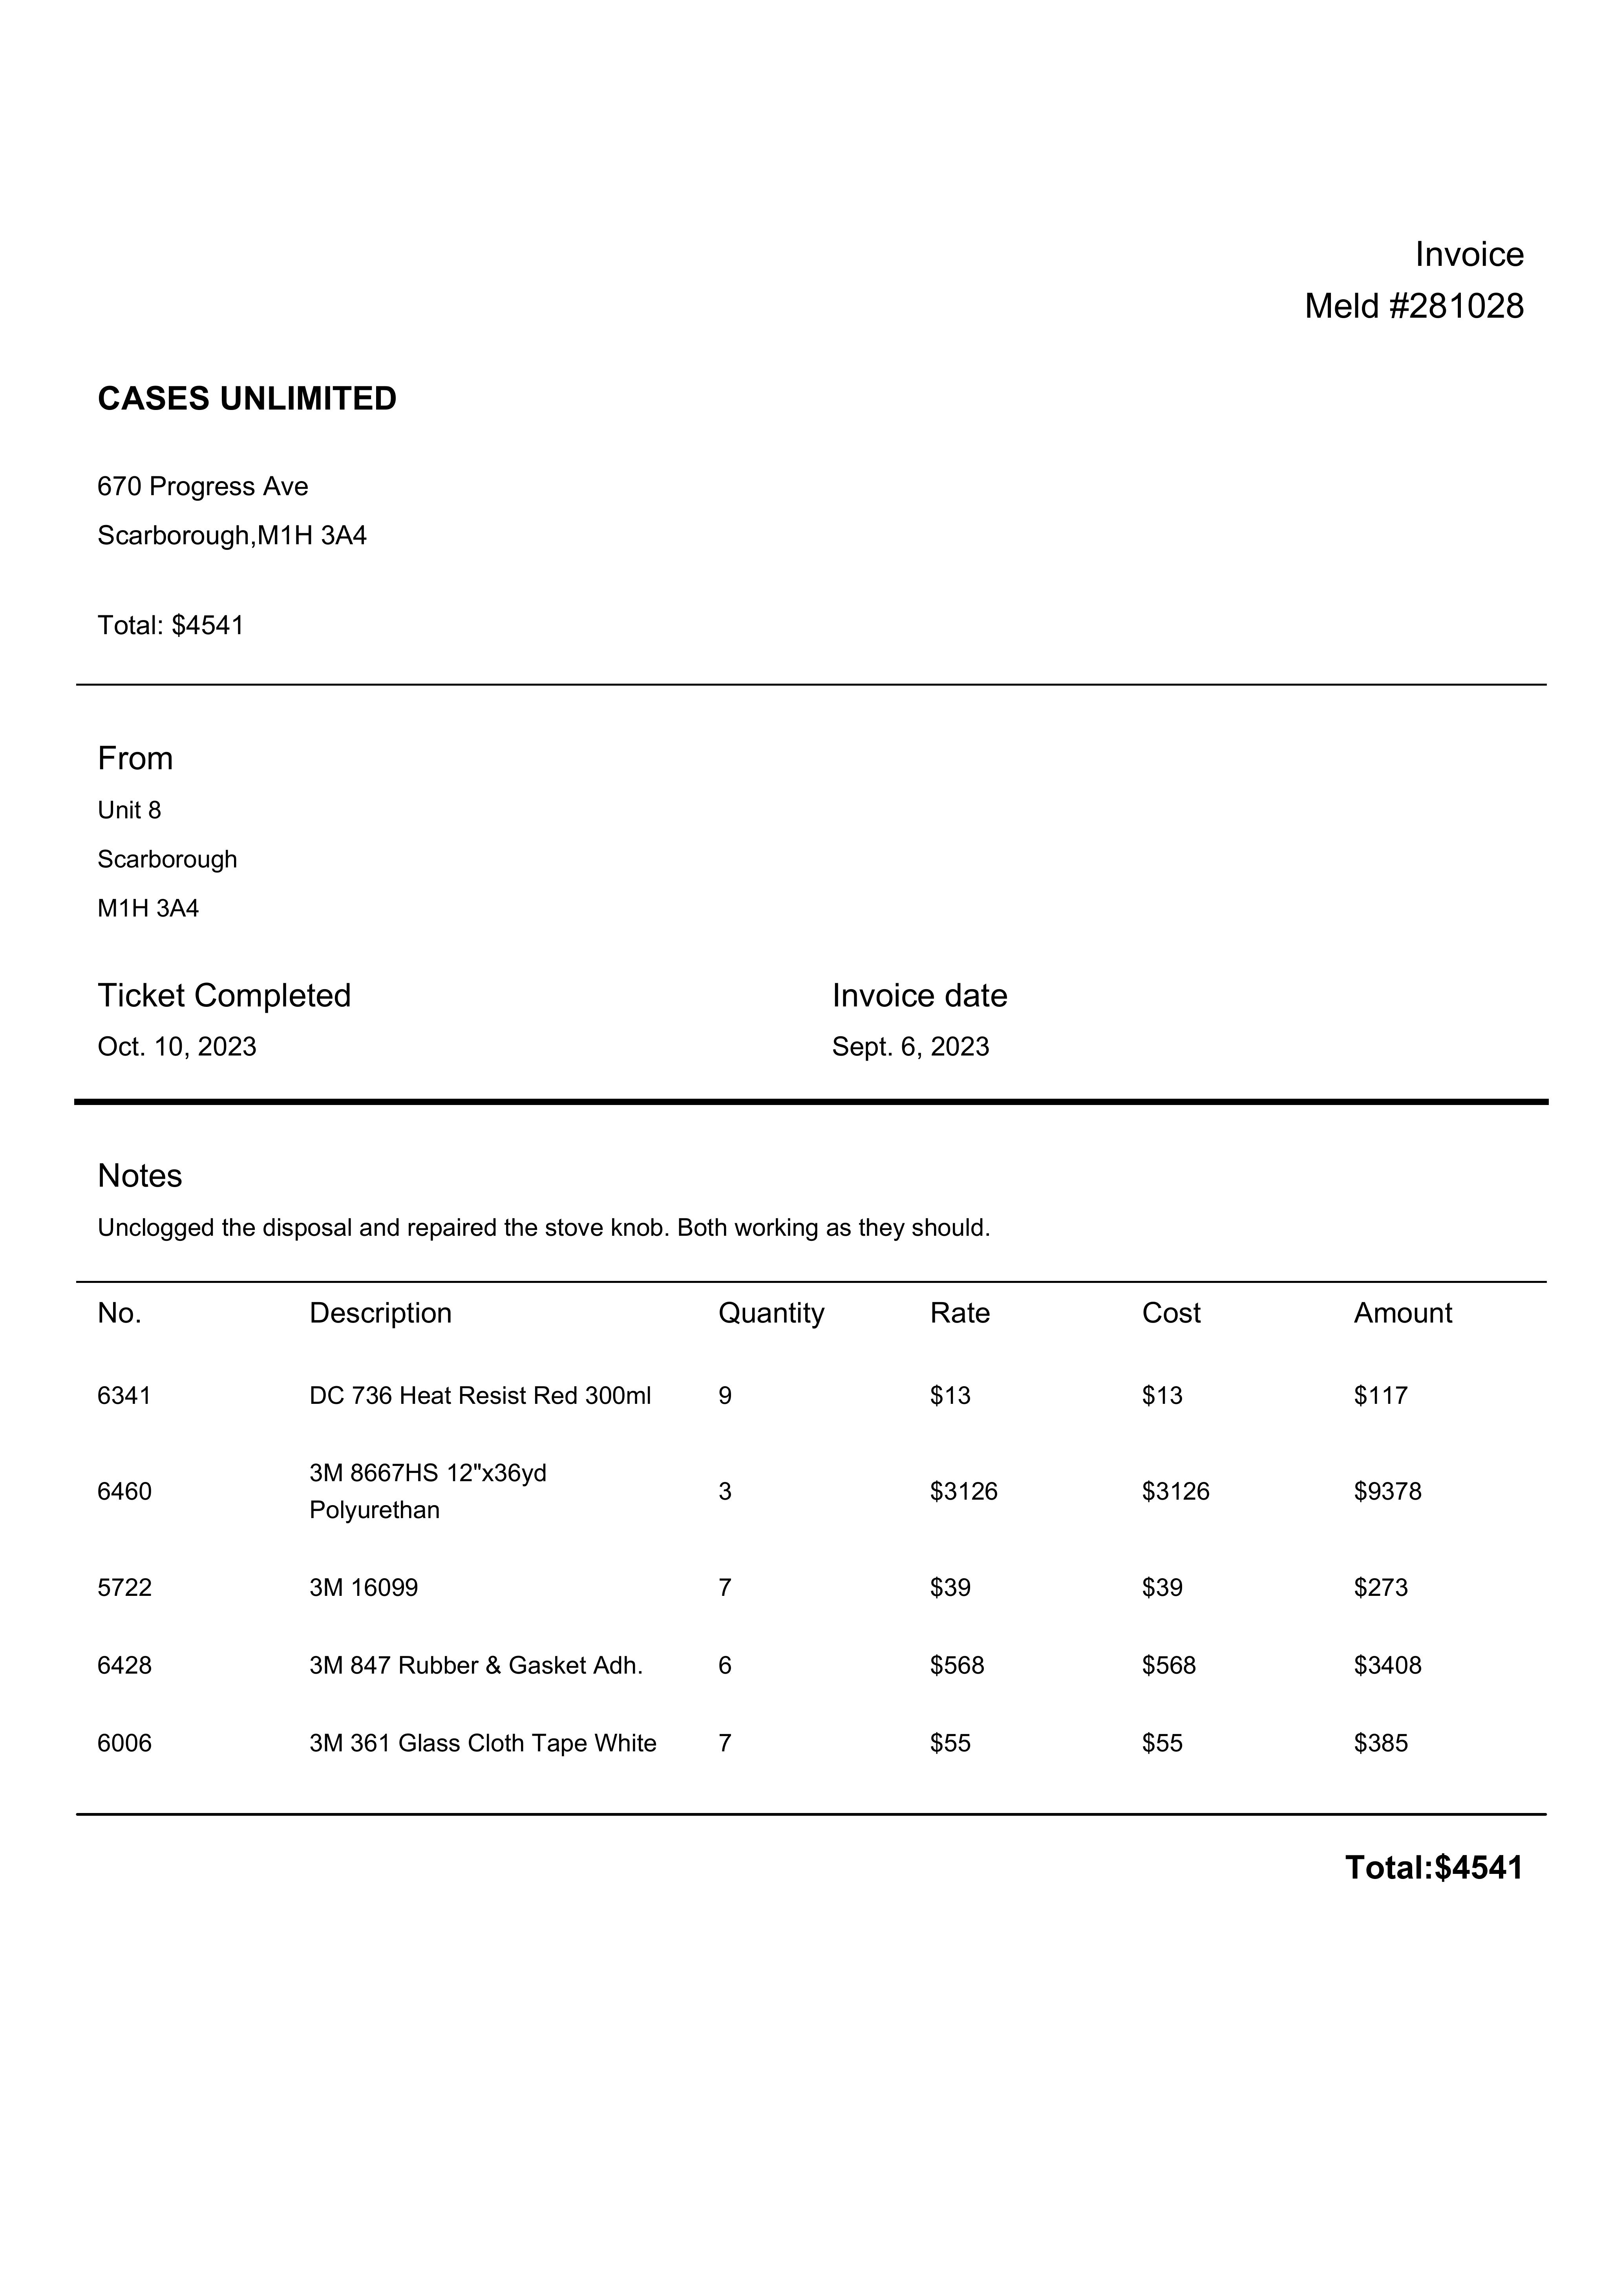 Invoice
Meld #281028
CASES UNLIMITED
670 Progress Ave
Scarborough,M1H 3A4
Total: $4541
From
Unit 8
Scarborough
M1H 3A4
Ticket Completed Invoice date
Oct. 10, 2023 Sept. 6, 2023
Notes
Unclogged the disposal and repaired the stove knob. Both working as they should.
No. Description Quantity Rate Cost Amount
6341 DC 736 Heat Resist Red 300ml 9 $13 $13 $117
6460 3M 8667HS 12"x36yd 3 $3126 $3126 $9378
Polyurethan
5722 3M 16099 7 $39 $39 $273
6428 3M 847 Rubber & Gasket Adh. 6 $568 $568 $3408
6006 3M 361 Glass Cloth Tape White 7 $55 $55 $385
Total:$4541